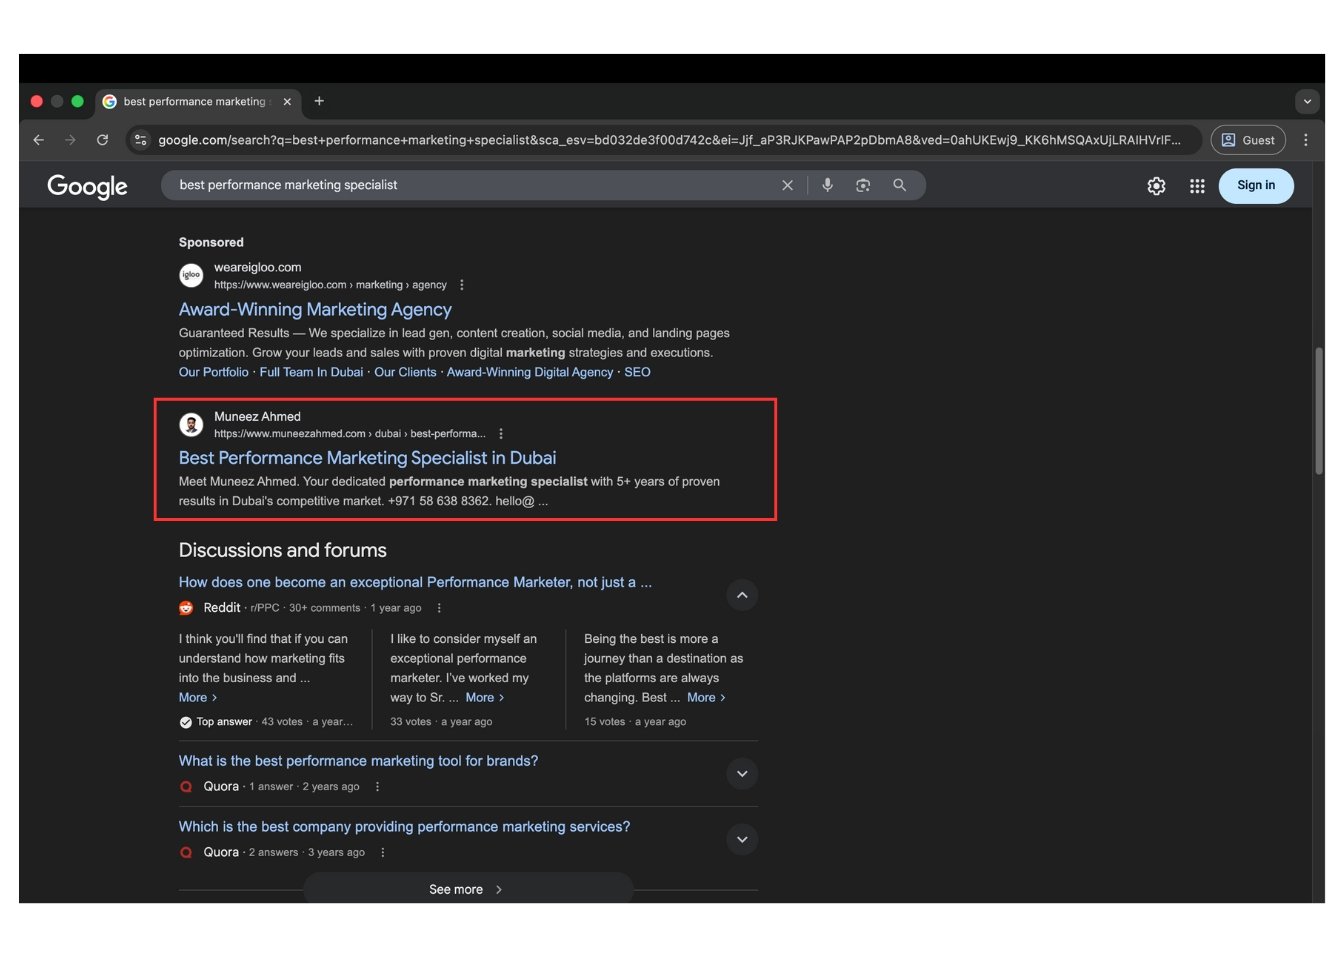 best performance marketing s
google.com/search?q=best+performance+marketing+specialist&sca_esv=bd032de3f00d742c&ei=Jjf_aP3RJKPawPAP2pDbmA8&ved=0ahUKEwj9_KK6hMSQAxUjLRAIHVrIF...
Guest
Google
best performance marketing specialist
Sign in
Sponsored
igloo
weareigloo.com
https://www.weareigloo.com › marketing › agency
Award-Winning Marketing Agency
Guaranteed Results — We specialize in lead gen, content creation, social media, and landing pages
optimization. Grow your leads and sales with proven digital marketing strategies and executions.
Our Portfolio · Full Team In Dubai · Our Clients · Award-Winning Digital Agency · SEO
Muneez Ahmed
https://www.muneezahmed.com › dubai › best-performa...
Best Performance Marketing Specialist in Dubai
Meet Muneez Ahmed. Your dedicated performance marketing specialist with 5+ years of proven
results in Dubai's competitive market. +971 58 638 8362. hello@ ...
Discussions and forums
How does one become an exceptional Performance Marketer, not just a ...
Reddit · r/PPC · 30+ comments · 1 year ago
I think you'll find that if you can
understand how marketing fits
into the business and ...
More ›
Top answer · 43 votes · a year...
I like to consider myself an
exceptional performance
marketer. I've worked my
way to Sr. ... More ›
33 votes · a year ago
Being the best is more a
journey than a destination as
the platforms are always
changing. Best ... More ›
15 votes · a year ago
What is the best performance marketing tool for brands?
Quora · 1 answer · 2 years ago
Which is the best company providing performance marketing services?
Quora · 2 answers · 3 years ago
See more ›